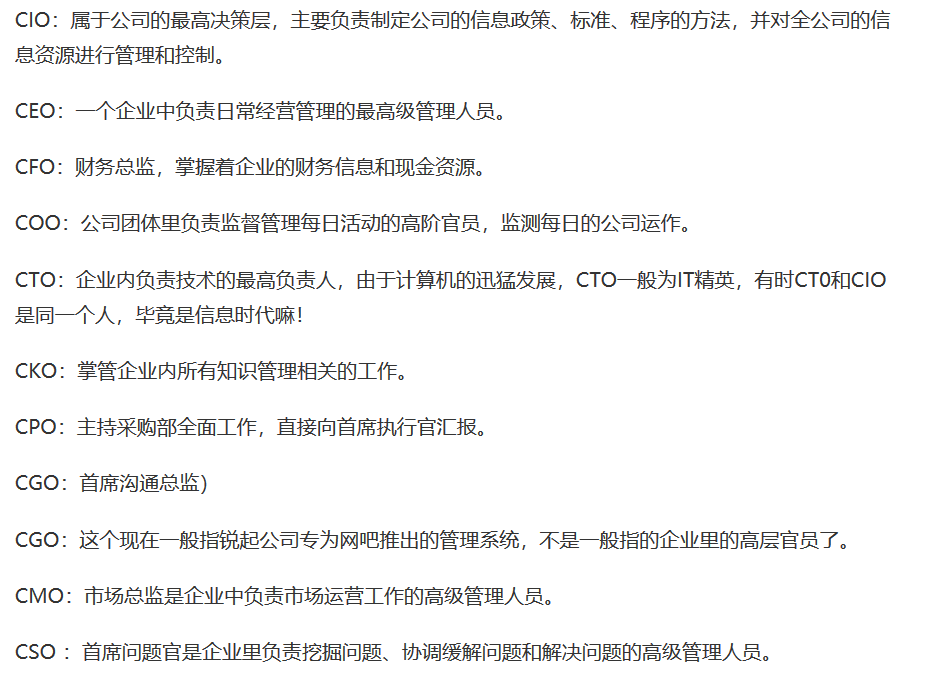 CIO：属于公司的最高决策层，主要负责制定公司的信息政策、标准、程序的方法，并对全公司的信
息资源进行管理和控制。
CEO：一个企业中负责日常经营管理的最高级管理人员。
CFO：财务总监，掌握着企业的财务信息和现金资源。
COO：公司团体里负责监督管理每日活动的高阶官员，监测每日的公司运作。
CTO：企业内负责技术的最高负责人，由于计算机的迅猛发展，CTO一般为IT精英，有时CT0和CIO
是同一个人，毕竟是信息时代嘛！
CKO：掌管企业内所有知识管理相关的工作。
CPO：主持采购部全面工作，直接向首席执行官汇报。
CGO：首席沟通总监）
CGO：这个现在一般指锐起公司专为网吧推出的管理系统，不是一般指的企业里的高层官员了。
CMO：市场总监是企业中负责市场运营工作的高级管理人员。
CSO ：首席问题官是企业里负责挖掘问题、协调缓解问题和解决问题的高级管理人员。